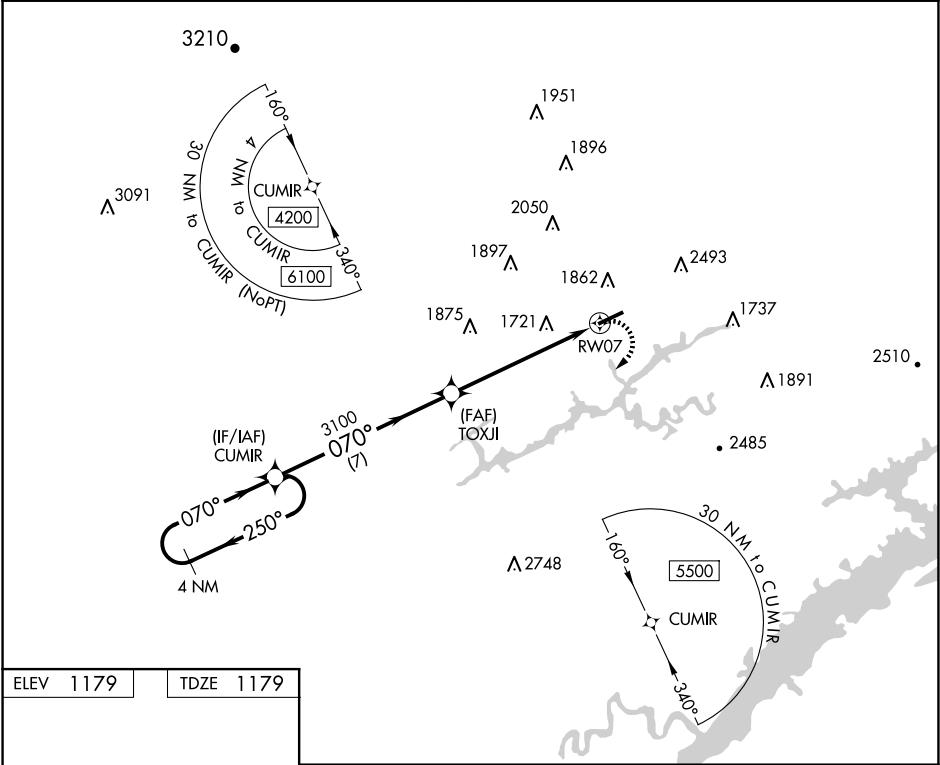 3210
160°
30 NM to CUMIR (NoPT)
4 NM to CUMIR
CUMIR
4200
6100
340°
3091
1951
1896
2050
1897
2493
1862
1875
1721
1737
RW07
2510
1891
(FAF)
TOXJI
3100
070°
(7)
(IF/IAF)
CUMIR
2485
070°
250°
4 NM
2748
30 NM to CUMIR
160°
5500
CUMIR
340°
ELEV 1179
TDZE 1179